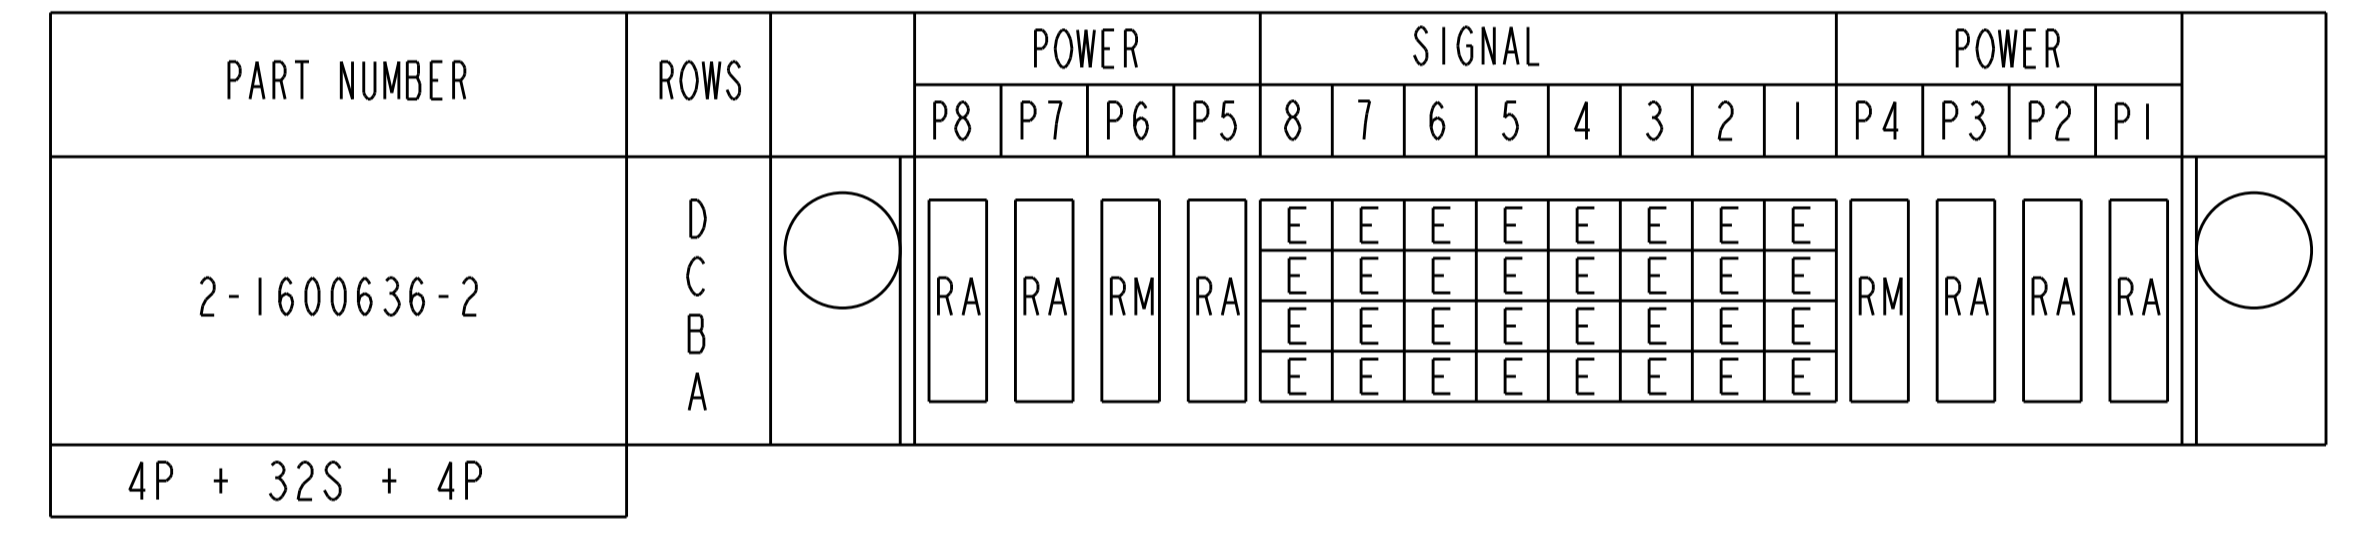 PART NUMBER ROWS POWER SIGNAL POWER
P8 P7 P6 P5 8 7 6 5 4 3 2 1 P4 P3 P2 P1
D E E E E E E E E
C E E E E E E E E
2-1600636-2 RA RA RM RA RM RA RA RA
B E E E E E E E E
A E E E E E E E E
4P + 32S + 4P